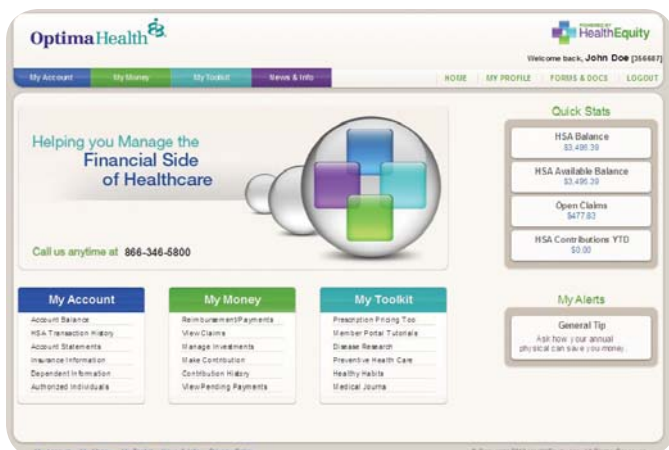 OptimaHealth
POWERED BY
HealthEquity
Welcome back, John Doe [356687]
My Account My Money My Toolkit News & Info
HOME MY PROFILE FORMS & DOCS LOGOUT
Helping you Manage the
Financial Side
of Healthcare
Call us anytime at 866-346-5800
Quick Stats
HSA Balance
$3,496.39
HSA Available Balance
$3,496.39
Open Claims
$477.83
HSA Contributions YTD
$0.00
My Account
Account Balance
HSA Transaction History
Account Statements
Insurance Information
Dependent Information
Authorized Individuals
My Money
Reimbursement/Payments
View Claims
Manage Investments
Make Contribution
Contribution History
View Pending Payments
My Toolkit
Prescription Pricing Too
Member Portal Tutorials
Disease Research
Preventive Health Care
Healthy Habits
Medical Journa
My Alerts
General Tip
Ask how your annual
physical can save you money.